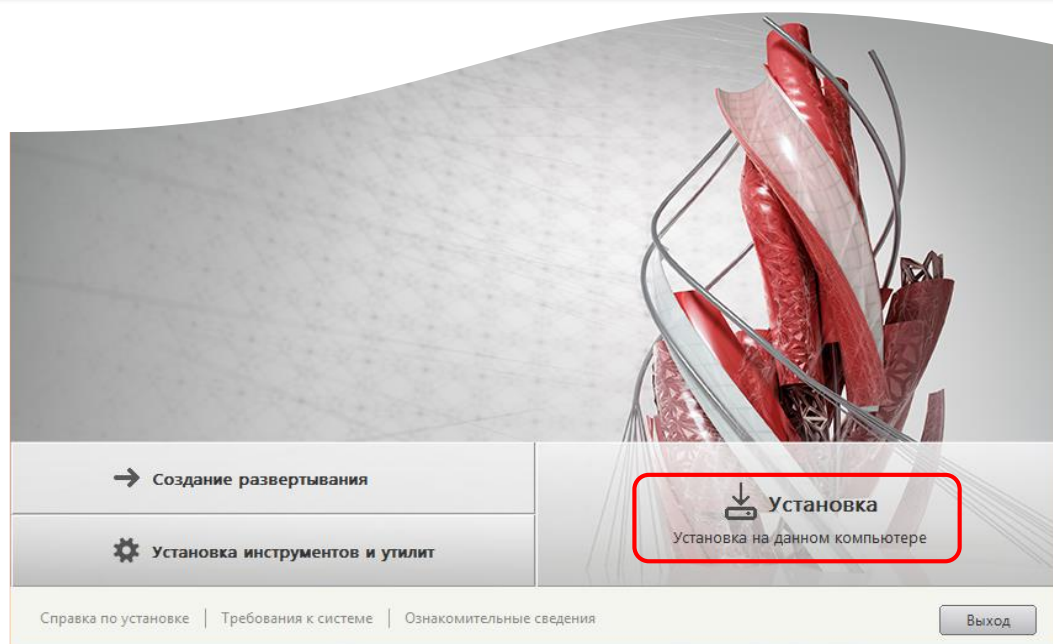 Создание развертывания
Установка инструментов и утилит
Установка
Установка на данном компьютере
Справка по установке
Требования к системе
Ознакомительные сведения
Выход